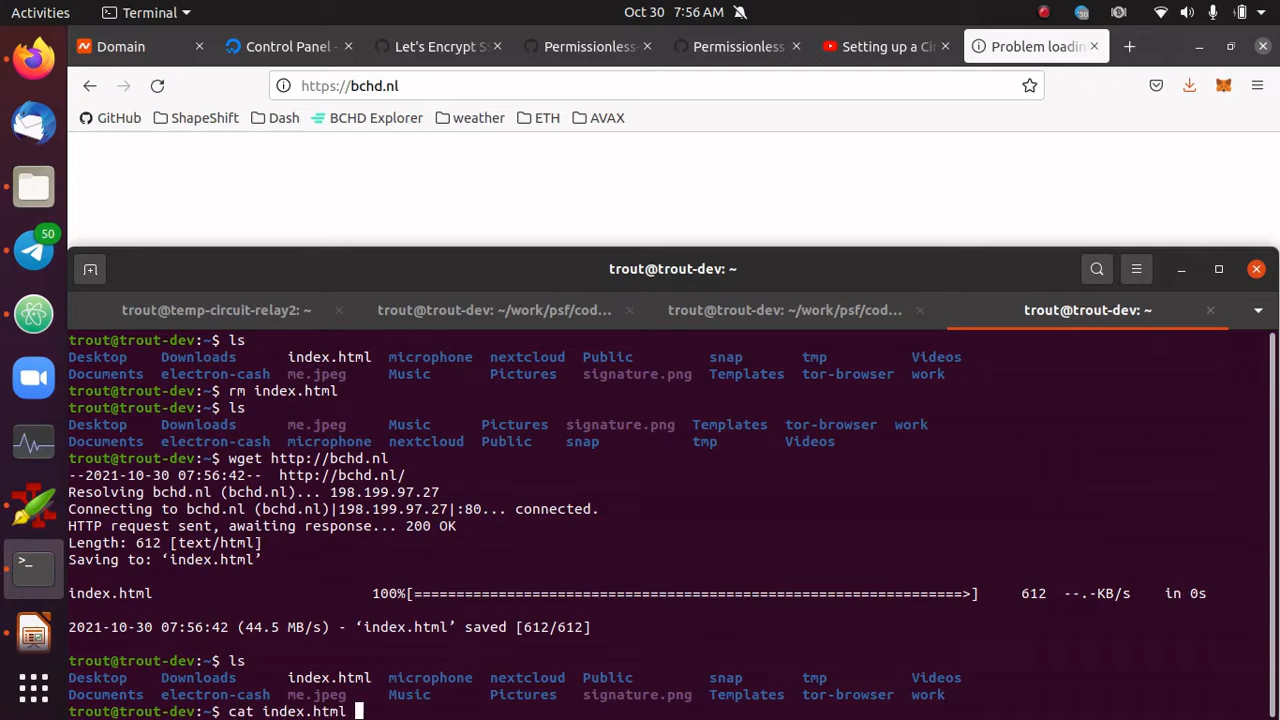 Activities Terminal Oct 30 7:56 AM 50
Domain Control Panel - Let's Encrypt S Permissionless- Permissionless Setting up a Ci Problem loadin
https://bchd.nl
GitHub ShapeShift Dash BCHD Explorer weather ETH AVAX
50
trout@trout-dev: ~
trout@temp-circuit-relay2: ~ trout@trout-dev: ~/work/psf/cod... trout@trout-dev: ~/work/psf/cod... trout@trout-dev: ~
trout@trout-dev:~$ ls
Desktop Downloads index.html microphone nextcloud Public snap tmp Videos
Documents electron-cash me.jpeg Music Pictures signature.png Templates tor-browser work
trout@trout-dev:~$ rm index.html
trout@trout-dev:~$ ls
Desktop Downloads me.jpeg Music Pictures signature.png Templates tor-browser work
Documents electron-cash microphone nextcloud Public snap tmp Videos
trout@trout-dev:~$ wget http://bchd.nl
--2021-10-30 07:56:42-- http://bchd.nl/
Resolving bchd.nl (bchd.nl)... 198.199.97.27
Connecting to bchd.nl (bchd.nl)|198.199.97.27|:80... connected.
HTTP request sent, awaiting response... 200 OK
Length: 612 [text/html]
Saving to: ‘index.html’
index.html 100%[=================================================================>] 612 --.-KB/s in 0s
2021-10-30 07:56:42 (44.5 MB/s) - ‘index.html’ saved [612/612]
trout@trout-dev:~$ ls
Desktop Downloads index.html microphone nextcloud Public snap tmp Videos
Documents electron-cash me.jpeg Music Pictures signature.png Templates tor-browser work
trout@trout-dev:~$ cat index.html